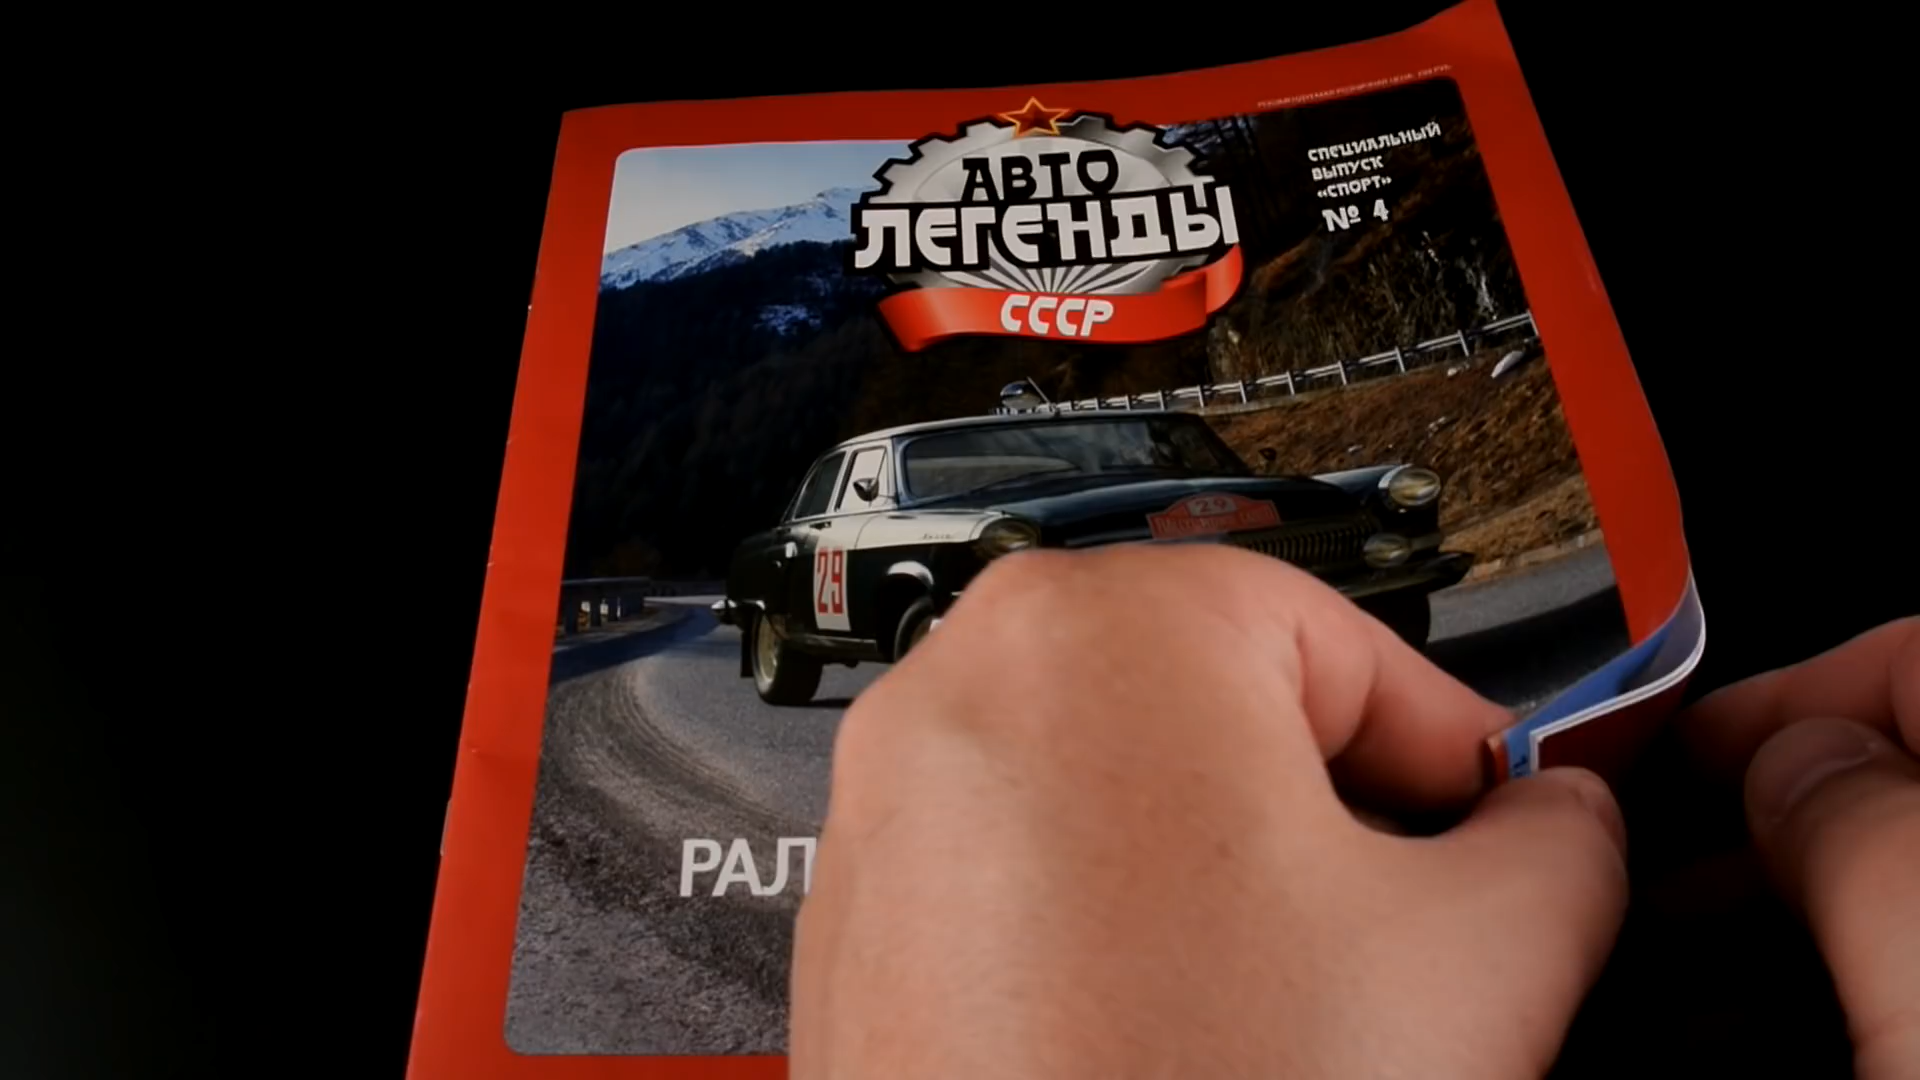 АВТО
ЛЕГЕНДЫ
СССР
СПЕЦИАЛЬНЫЙ
ВЫПУСК
«СПОРТ»
№ 4
29
29
РАЛ